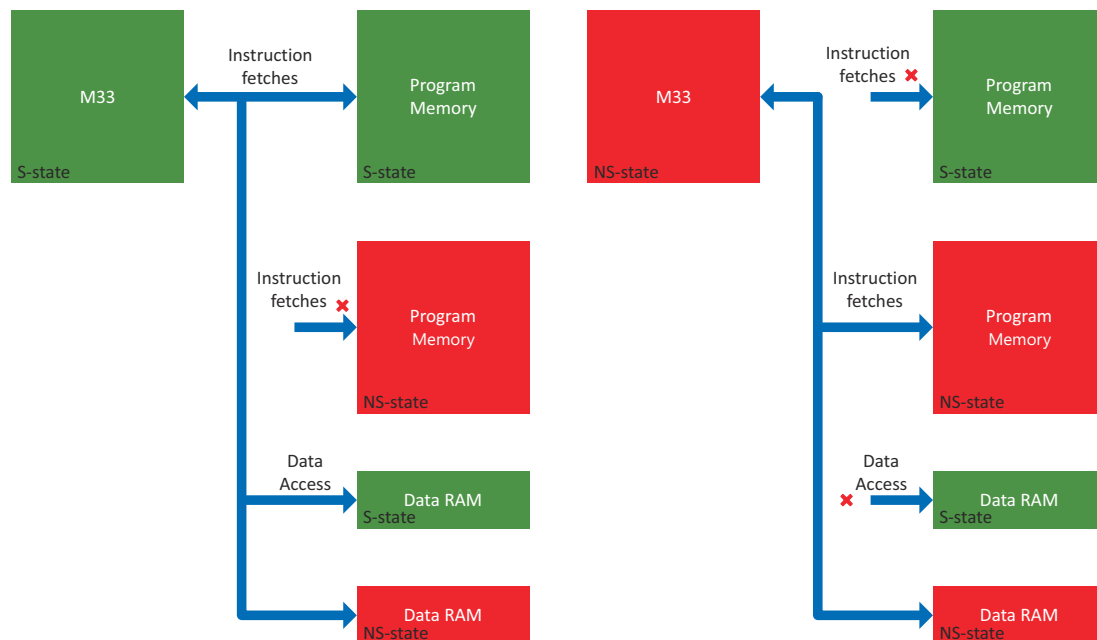 Instruction
fetches
M33
S-state
Program
Memory
S-state
Instruction
fetches
Program
Memory
NS-state
Data
Access
Data RAM
S-state
Data RAM
NS-state
M33
NS-state
Instruction
fetches
Program
Memory
S-state
Instruction
fetches
Program
Memory
NS-state
Data
Access
Data RAM
S-state
Data RAM
NS-state